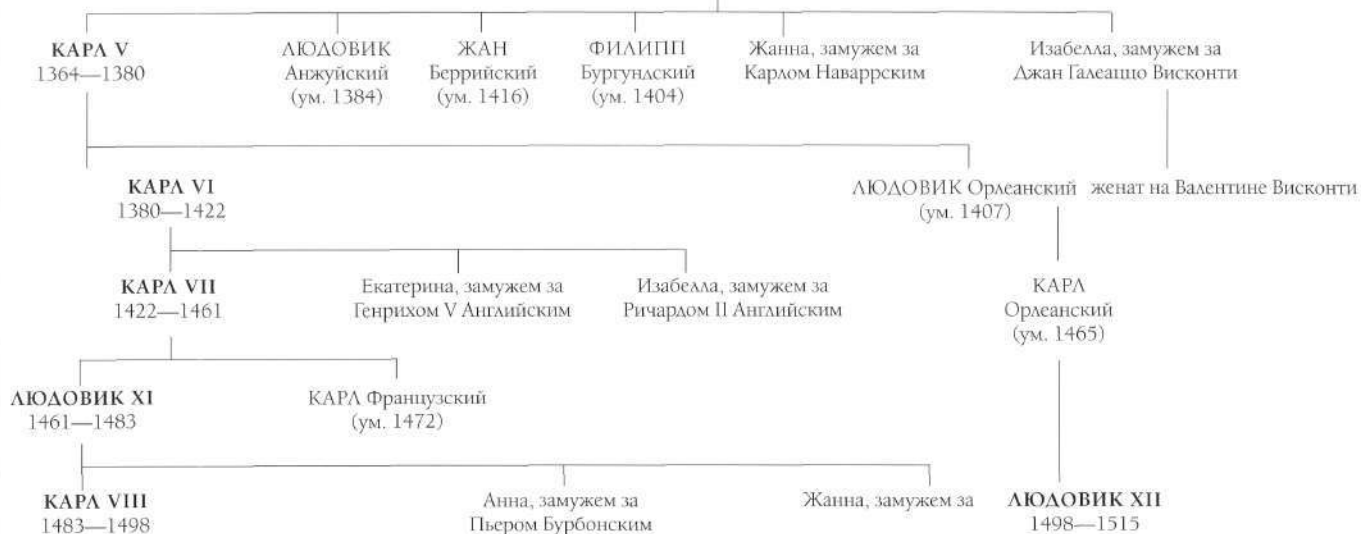 КАРЛ V
1364—1380
ЛЮДОВИК
Анжуйский
(ум. 1384)
ЖАН
Беррийский
(ум. 1416)
ФИЛИПП
Бургундский
(ум. 1404)
Жанна, замужем за
Карлом Наваррским
Изабелла, замужем за
Джан Галеаццо Висконти
КАРЛ VI
1380—1422
ЛЮДОВИК Орлеанский женат на Валентине Висконти
(ум. 1407)
КАРЛ VII
1422—1461
Екатерина, замужем за
Генрихом V Английским
Изабелла, замужем за
Ричардом II Английским
КАРЛ
Орлеанский
(ум. 1465)
ЛЮДОВИК XI
1461—1483
КАРЛ Французский
(ум. 1472)
КАРЛ VIII
1483—1498
Анна, замужем за
Пьером Бурбонским
Жанна, замужем за
ЛЮДОВИК XII
1498—1515